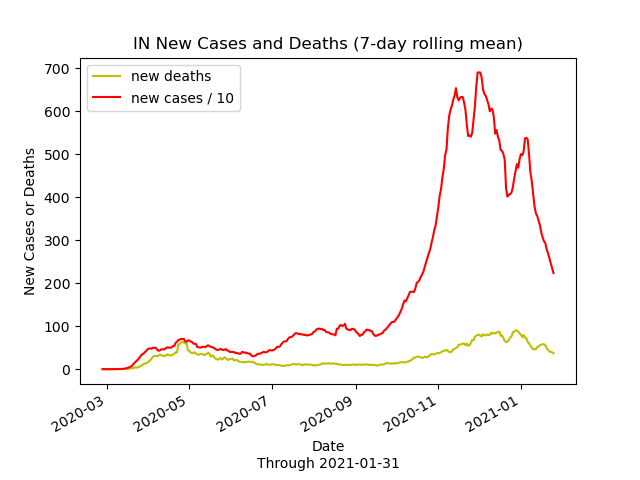 IN New Cases and Deaths (7-day rolling mean)
new deaths
new cases / 10
700
600
500
400
300
200
100
0
New Cases or Deaths
2020-03
2020-05
2020-07
2020-09
2020-11
2021-01
Date
Through 2021-01-31